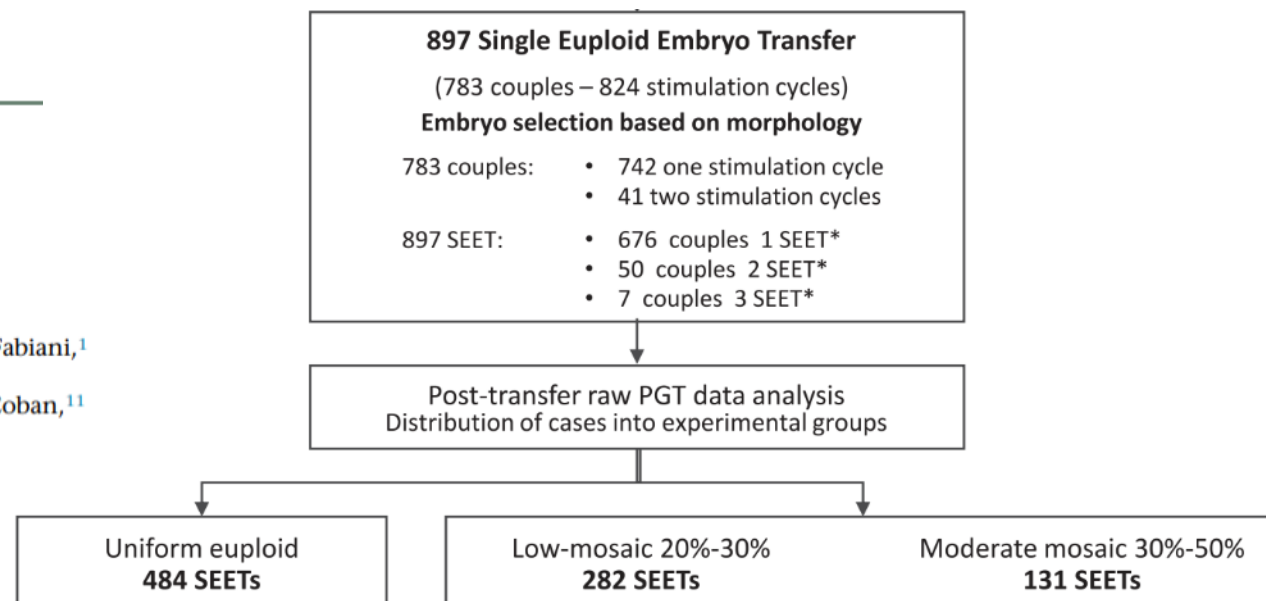 897 Single Euploid Embryo Transfer
(783 couples – 824 stimulation cycles)
Embryo selection based on morphology
783 couples: • 742 one stimulation cycle
• 41 two stimulation cycles
897 SEET: • 676 couples 1 SEET*
• 50 couples 2 SEET*
• 7 couples 3 SEET*
Fabiani,1
Post-transfer raw PGT data analysis
Çoban,11
Distribution of cases into experimental groups
Uniform euploid
484 SEETs
Low-mosaic 20%-30%
282 SEETs
Moderate mosaic 30%-50%
131 SEETs